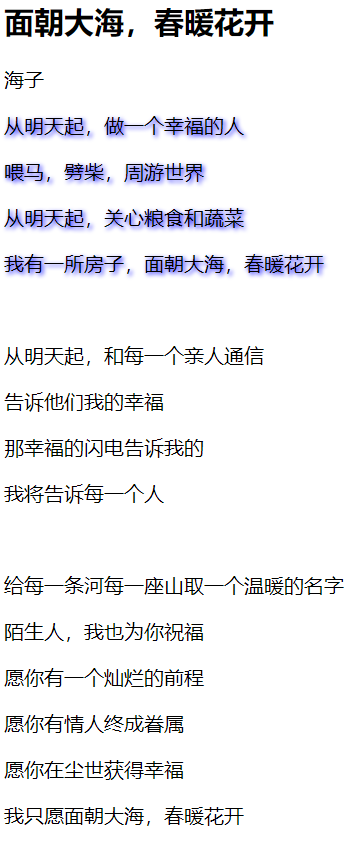 面朝大海，春暖花开
海子
从明天起，做一个幸福的人
喂马，劈柴，周游世界
从明天起，关心粮食和蔬菜
我有一所房子，面朝大海，春暖花开
从明天起，和每一个亲人通信
告诉他们我的幸福
那幸福的闪电告诉我的
我将告诉每一个人
给每一条河每一座山取一个温暖的名字
陌生人，我也为你祝福
愿你有一个灿烂的前程
愿你有情人终成眷属
愿你在尘世获得幸福
我只愿面朝大海，春暖花开